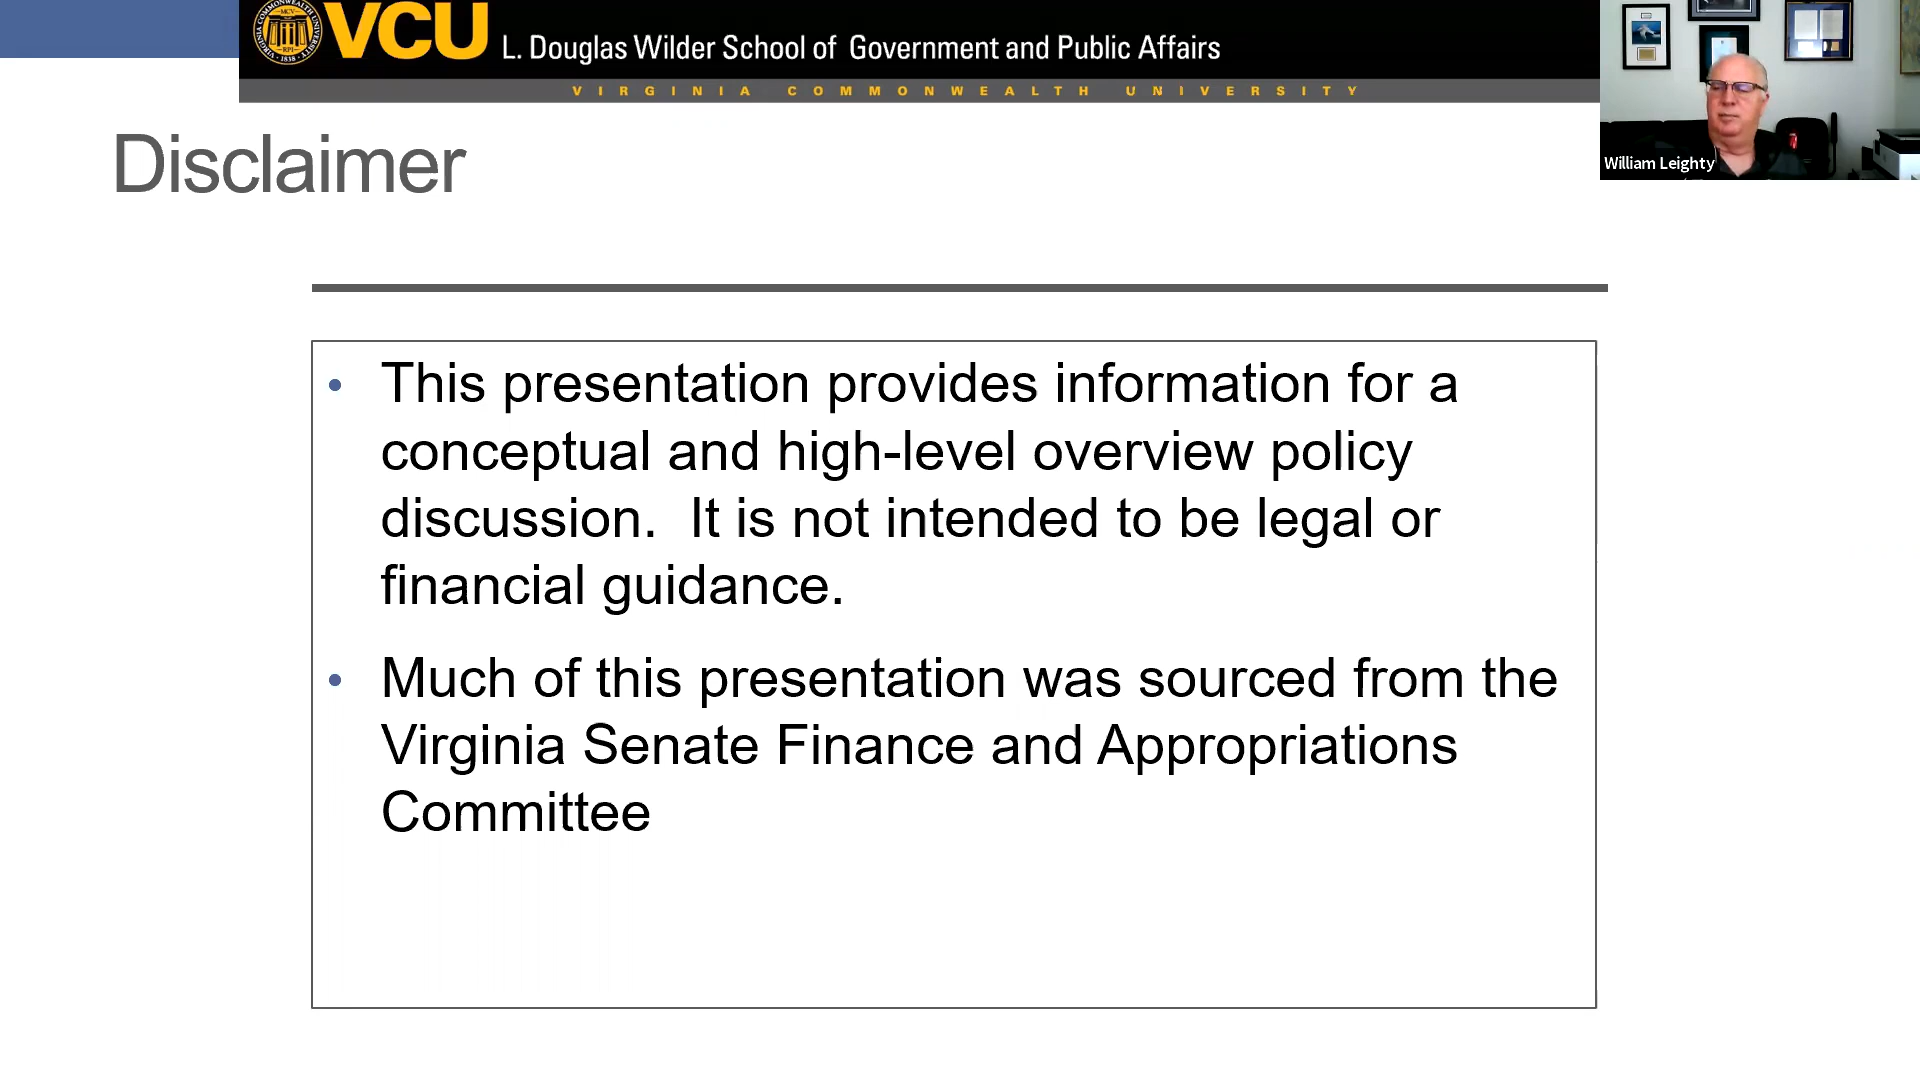 VCU L. Douglas Wilder School of Government and Public Affairs
VIRGINIA COMMONWEALTH UNIVERSITY
William Leighty
Disclaimer
• This presentation provides information for a
conceptual and high-level overview policy
discussion.  It is not intended to be legal or
financial guidance.
• Much of this presentation was sourced from the
Virginia Senate Finance and Appropriations
Committee